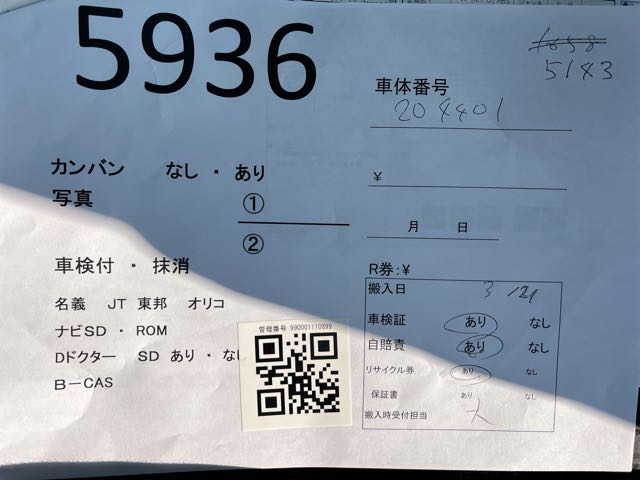 5936
1658
5143
車体番号
204401
カンバン なし ・ あり
¥
写真 ①
②
月 日
車検付 ・ 抹消
R券:¥
名義 JT 東邦 オリコ
ナビSD ・ ROM
Dドクター SD あり ・ なし
B-CAS
管理番号 990001110899
搬入日 3/21
車検証 あり なし
自賠責 あり なし
リサイクル券 あり なし
保証書 あり なし
搬入時受付担当